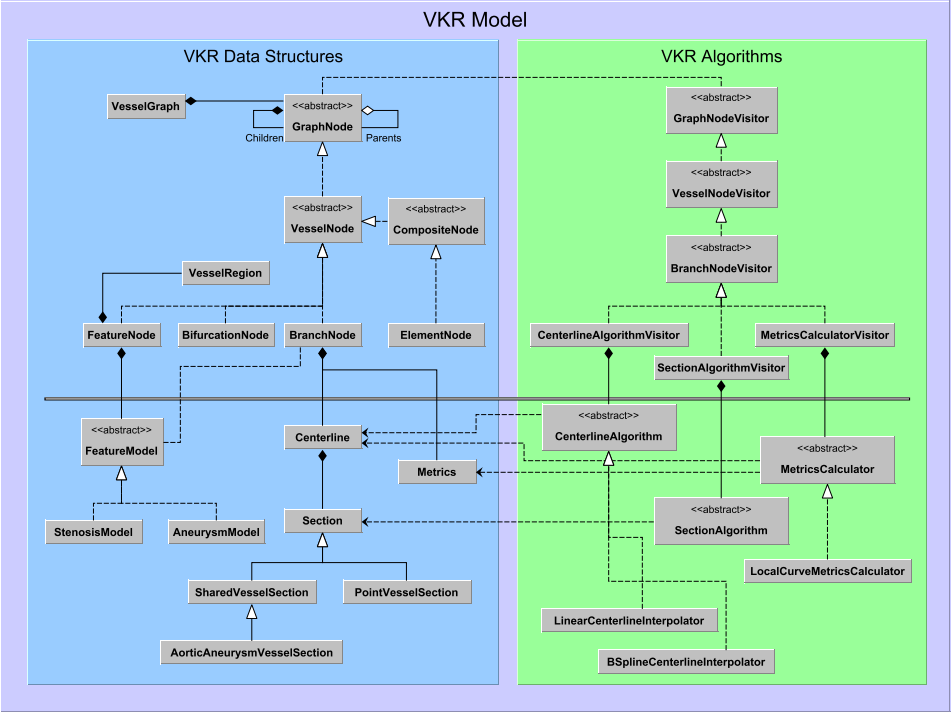 VKR Model
VKR Data Structures
VesselGraph
<<abstract>>
GraphNode
Children
Parents
<<abstract>>
VesselNode
<<abstract>>
CompositeNode
VesselRegion
FeatureNode
BifurcationNode
BranchNode
ElementNode
<<abstract>>
FeatureModel
Centerline
Metrics
StenosisModel
AneurysmModel
Section
SharedVesselSection
PointVesselSection
AorticAneurysmVesselSection
VKR Algorithms
<<abstract>>
GraphNodeVisitor
<<abstract>>
VesselNodeVisitor
<<abstract>>
BranchNodeVisitor
CenterlineAlgorithmVisitor
MetricsCalculatorVisitor
SectionAlgorithmVisitor
<<abstract>>
CenterlineAlgorithm
<<abstract>>
MetricsCalculator
<<abstract>>
SectionAlgorithm
LocalCurveMetricsCalculator
LinearCenterlineInterpolator
BSplineCenterlineInterpolator